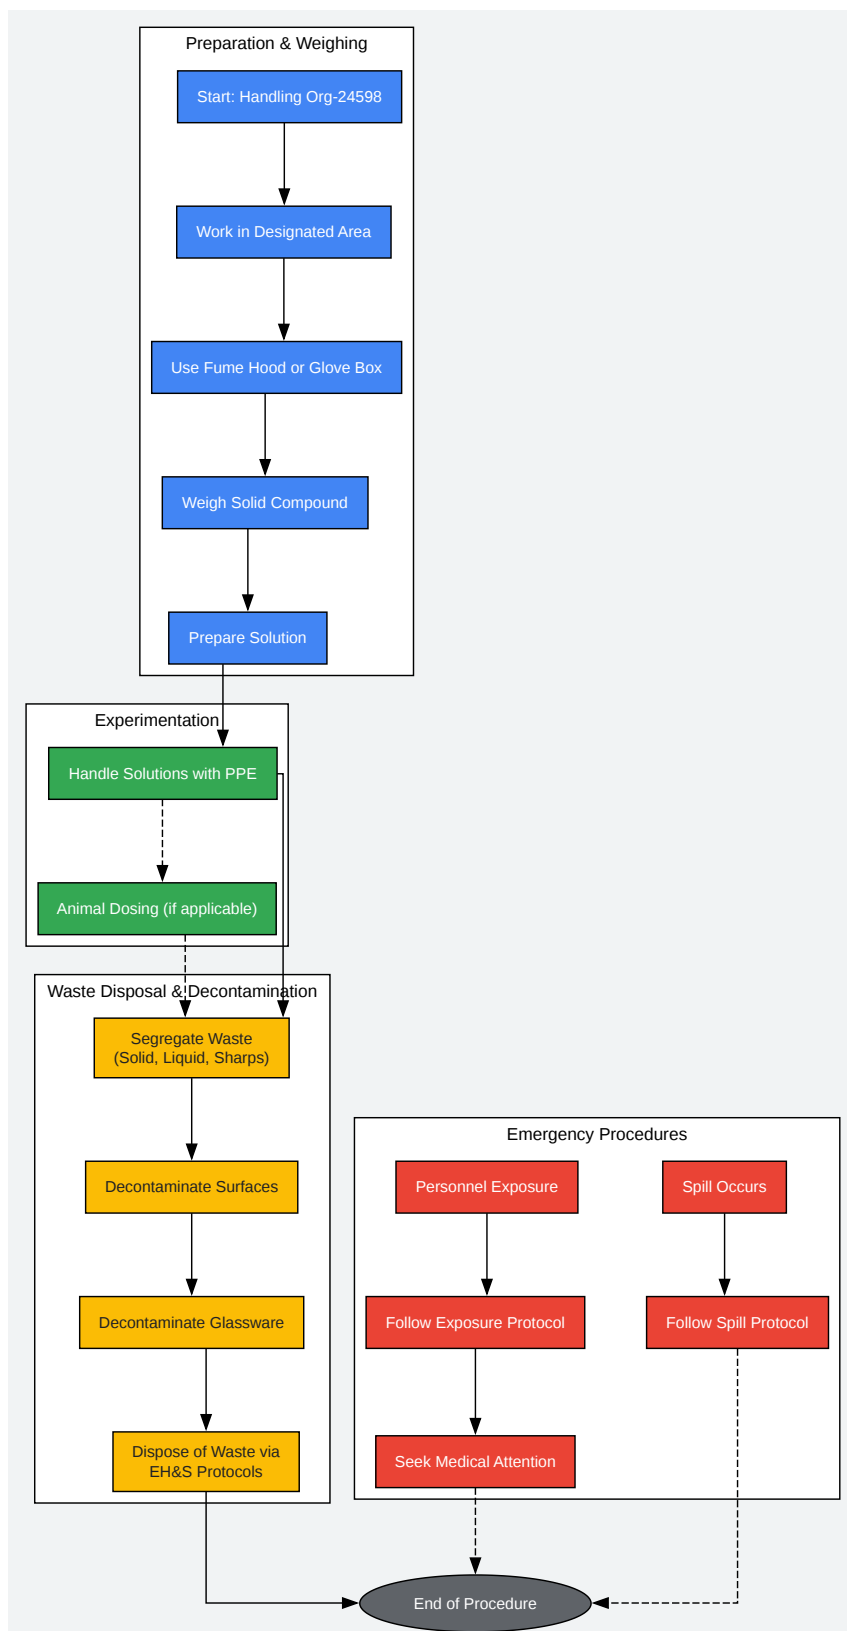 Preparation & Weighing
Start: Handling Org-24598
Work in Designated Area
Use Fume Hood or Glove Box
Weigh Solid Compound
Prepare Solution
Experimentation
Handle Solutions with PPE
Animal Dosing (if applicable)
Waste Disposal & Decontamination
Segregate Waste
(Solid, Liquid, Sharps)
Decontaminate Surfaces
Decontaminate Glassware
Dispose of Waste via
EH&S Protocols
Emergency Procedures
Personnel Exposure
Spill Occurs
Follow Exposure Protocol
Follow Spill Protocol
Seek Medical Attention
End of Procedure